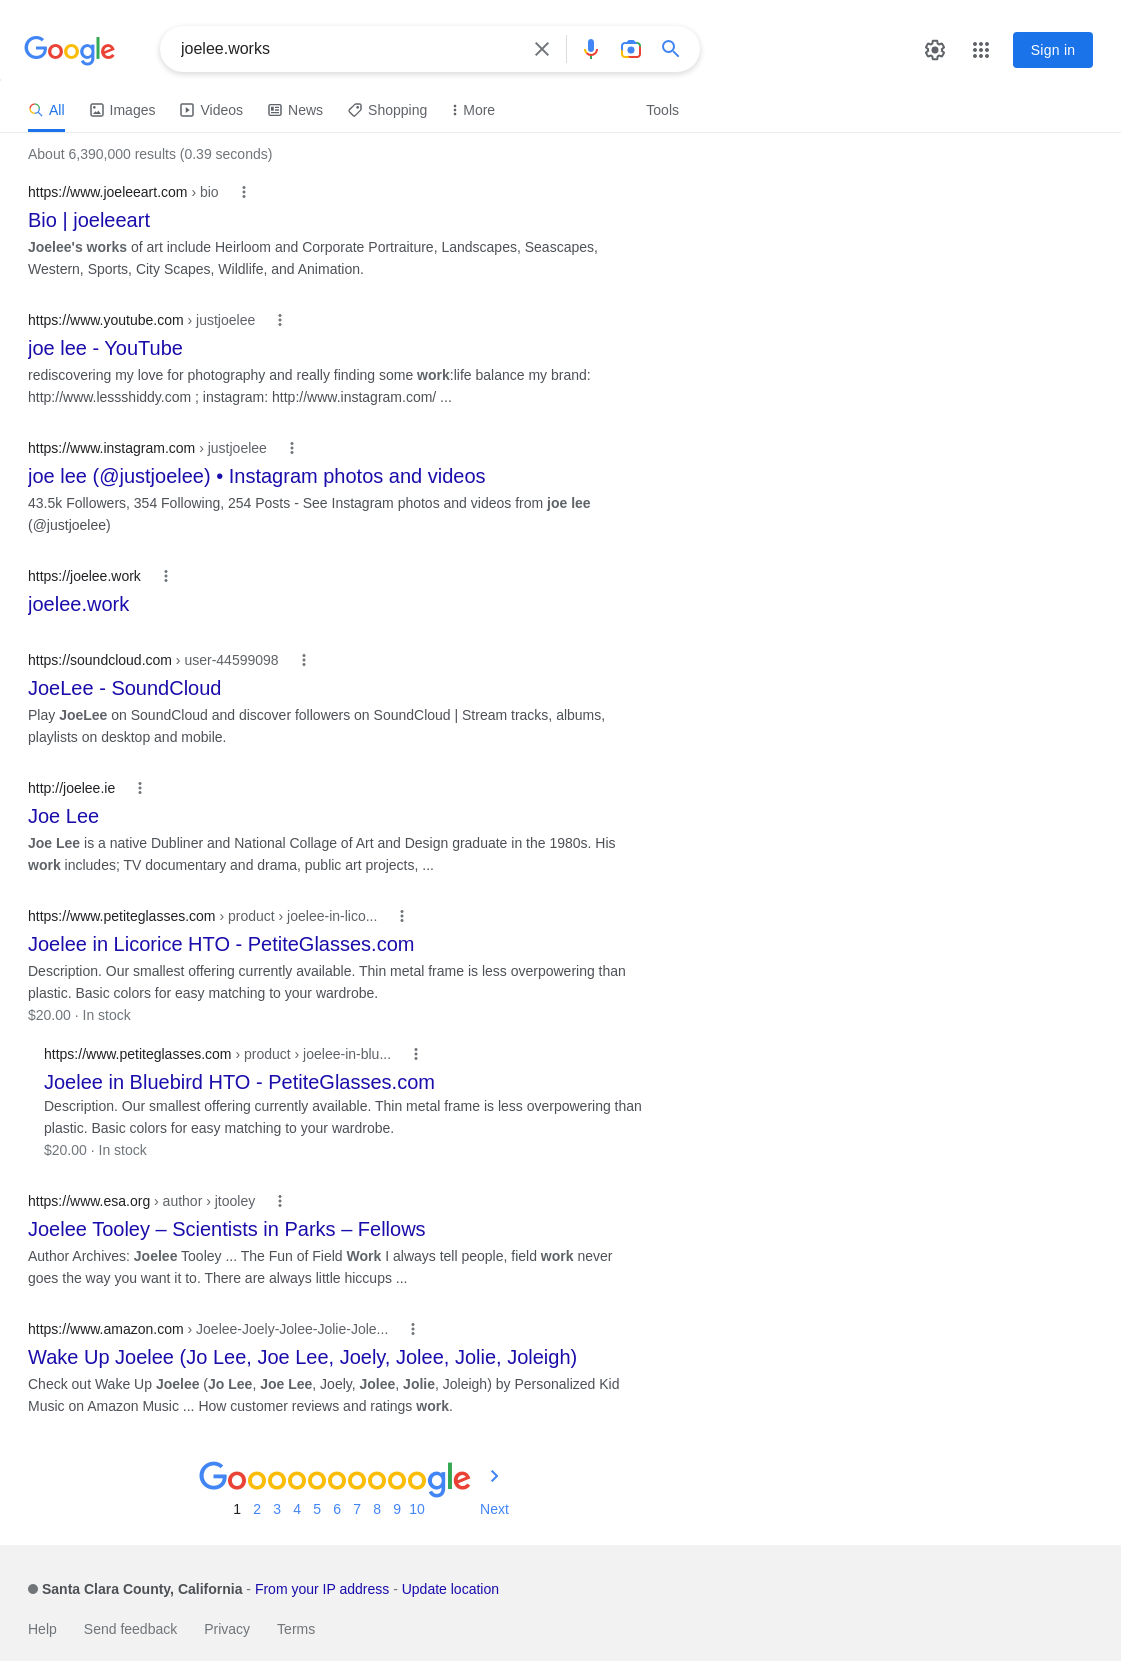 Google
joelee.works
Sign in
All Images Videos News Shopping More Tools
About 6,390,000 results (0.39 seconds)
https://www.joeleeart.com › bio
Bio | joeleeart
Joelee's works of art include Heirloom and Corporate Portraiture, Landscapes, Seascapes,
Western, Sports, City Scapes, Wildlife, and Animation.
https://www.youtube.com › justjoelee
joe lee - YouTube
rediscovering my love for photography and really finding some work:life balance my brand:
http://www.lessshiddy.com ; instagram: http://www.instagram.com/ ...
https://www.instagram.com › justjoelee
joe lee (@justjoelee) • Instagram photos and videos
43.5k Followers, 354 Following, 254 Posts - See Instagram photos and videos from joe lee
(@justjoelee)
https://joelee.work
joelee.work
https://soundcloud.com › user-44599098
JoeLee - SoundCloud
Play JoeLee on SoundCloud and discover followers on SoundCloud | Stream tracks, albums,
playlists on desktop and mobile.
http://joelee.ie
Joe Lee
Joe Lee is a native Dubliner and National Collage of Art and Design graduate in the 1980s. His
work includes; TV documentary and drama, public art projects, ...
https://www.petiteglasses.com › product › joelee-in-lico...
Joelee in Licorice HTO - PetiteGlasses.com
Description. Our smallest offering currently available. Thin metal frame is less overpowering than
plastic. Basic colors for easy matching to your wardrobe.
$20.00 · In stock
https://www.petiteglasses.com › product › joelee-in-blu...
Joelee in Bluebird HTO - PetiteGlasses.com
Description. Our smallest offering currently available. Thin metal frame is less overpowering than
plastic. Basic colors for easy matching to your wardrobe.
$20.00 · In stock
https://www.esa.org › author › jtooley
Joelee Tooley – Scientists in Parks – Fellows
Author Archives: Joelee Tooley ... The Fun of Field Work I always tell people, field work never
goes the way you want it to. There are always little hiccups ...
https://www.amazon.com › Joelee-Joely-Jolee-Jolie-Jole...
Wake Up Joelee (Jo Lee, Joe Lee, Joely, Jolee, Jolie, Joleigh)
Check out Wake Up Joelee (Jo Lee, Joe Lee, Joely, Jolee, Jolie, Joleigh) by Personalized Kid
Music on Amazon Music ... How customer reviews and ratings work.
Goooooooooogle
1 2 3 4 5 6 7 8 9 10 Next
Santa Clara County, California - From your IP address - Update location
Help Send feedback Privacy Terms